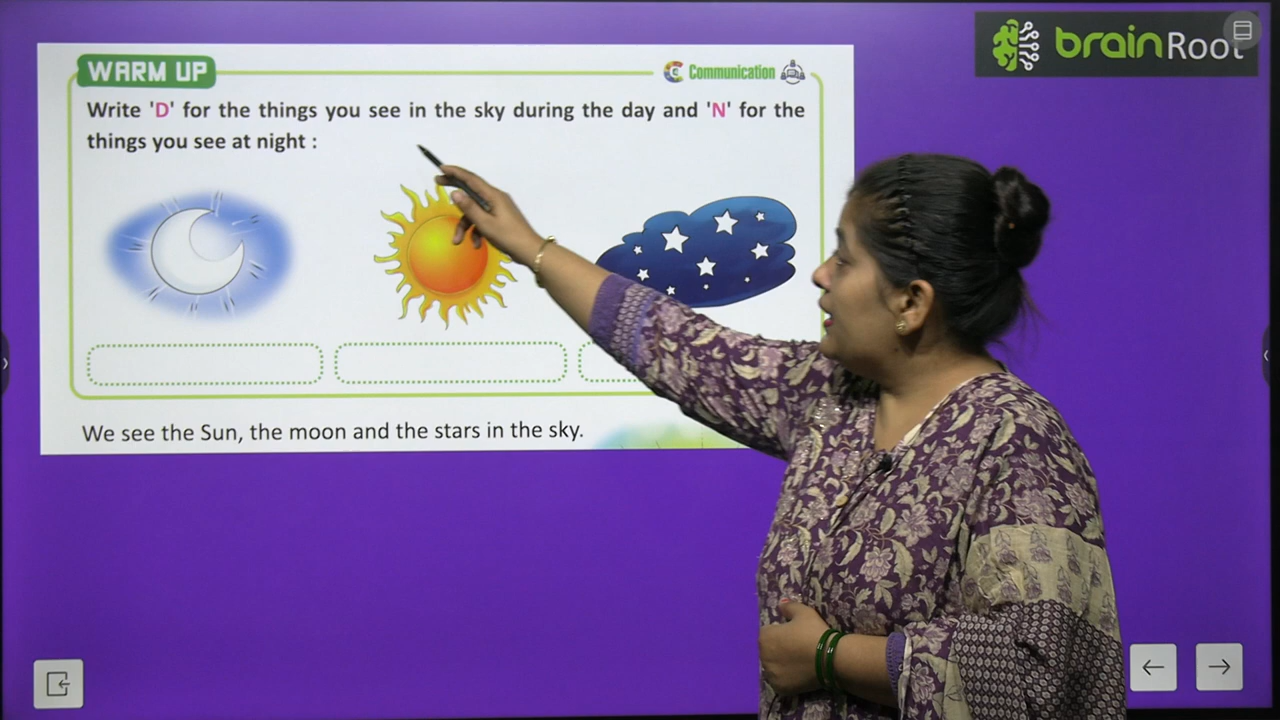 brainRoot
WARM UP
Communication
Write 'D' for the things you see in the sky during the day and 'N' for the
things you see at night :
We see the Sun, the moon and the stars in the sky.